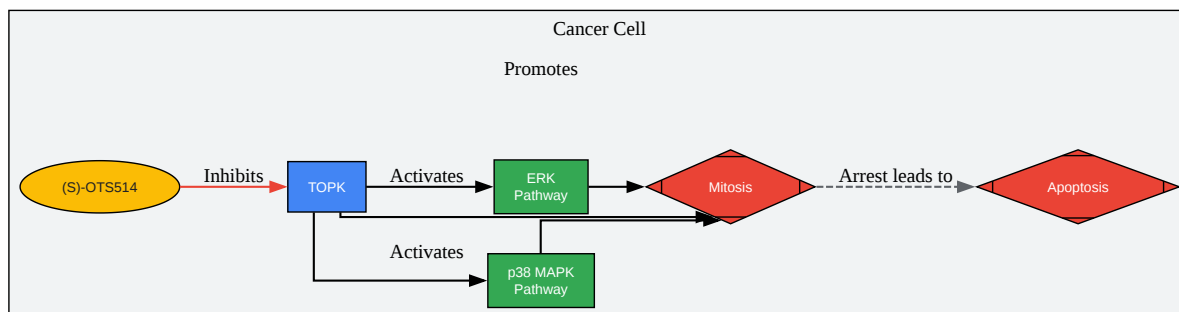 Cancer Cell
Promotes
(S)-OTS514
Inhibits
TOPK
Activates
ERK
Pathway
Mitosis
Arrest leads to
Apoptosis
Activates
p38 MAPK
Pathway